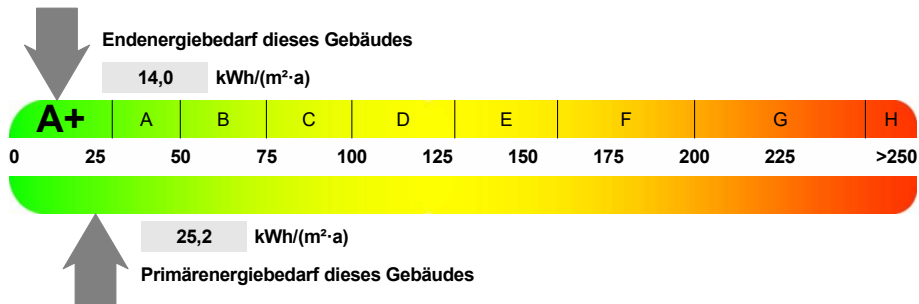 Endenergiebedarf dieses Gebäudes
14,0 kWh/(m²·a)
A+ A B C D E F G H
0 25 50 75 100 125 150 175 200 225 >250
25,2 kWh/(m²·a)
Primärenergiebedarf dieses Gebäudes